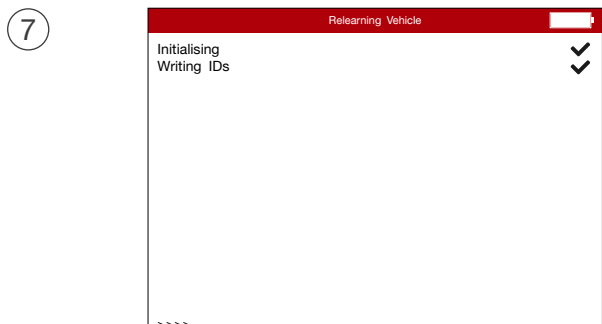 7
Relearning Vehicle
Initialising
Writing IDs
>>>>